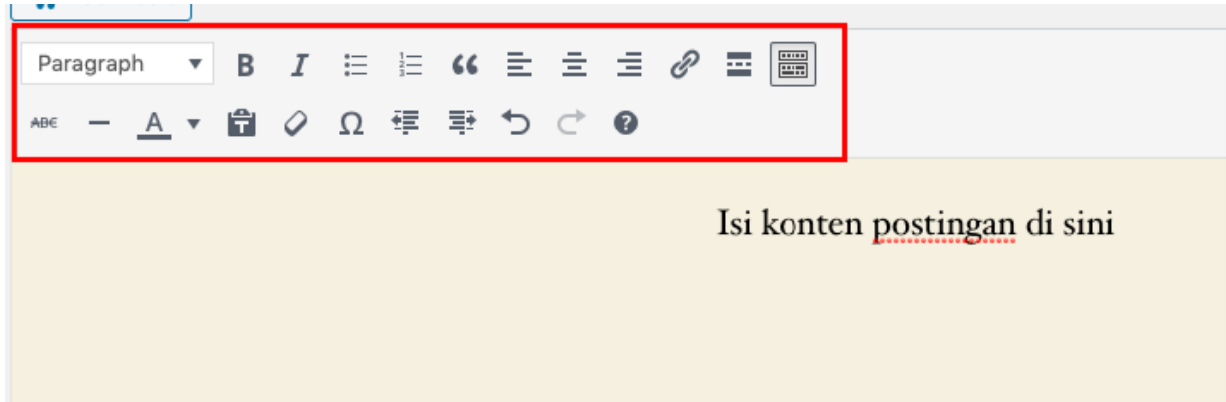 Paragraph
B I
ABC A T Ω ?
Isi konten postingan di sini